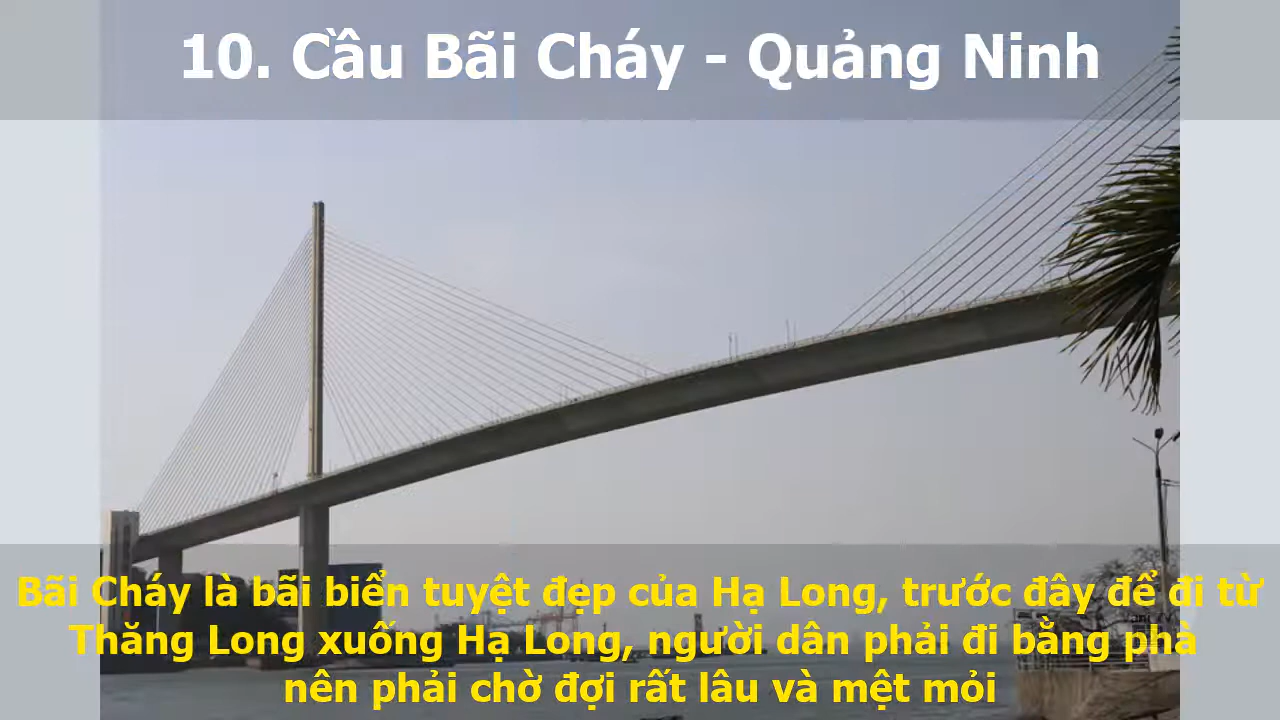 10. Cầu Bãi Cháy - Quảng Ninh
Bãi Cháy là bãi biển tuyệt đẹp của Hạ Long, trước đây để đi từ
Thăng Long xuống Hạ Long, người dân phải đi bằng phà
nên phải chờ đợi rất lâu và mệt mỏi